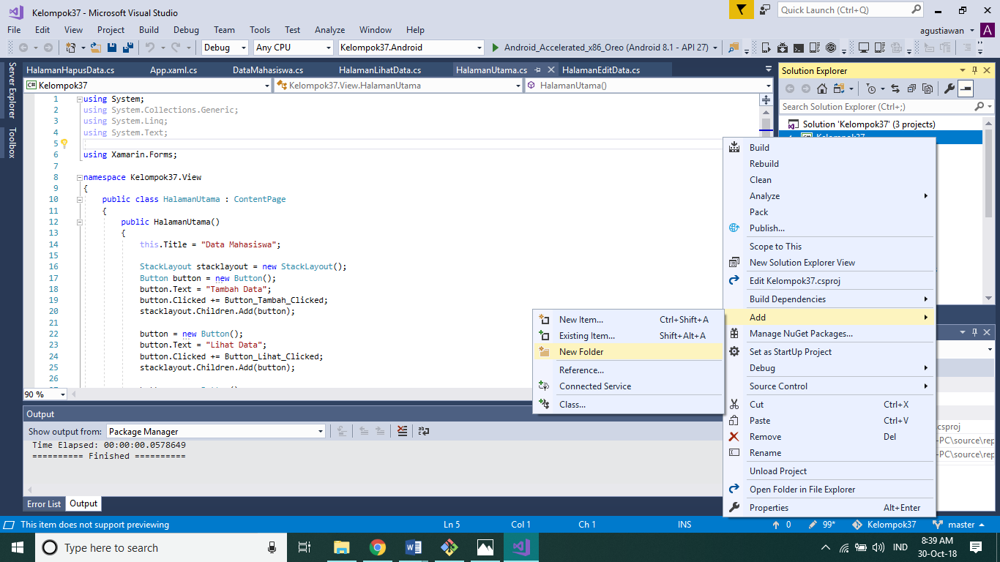 Kelompok37 - Microsoft Visual Studio
Quick Launch (Ctrl+Q)
File Edit View Project Build Debug Team Tools Test Analyze Window Help
agustiawan A
Debug Any CPU Kelompok37.Android Android_Accelerated_x86_Oreo (Android 8.1 - API 27)
Server Explorer
Toolbox
HalamanHapusData.cs App.xaml.cs DataMahasiswa.cs HalamanLihatData.cs HalamanUtama.cs HalamanEditData.cs
C# Kelompok37 Kelompok37.View.HalamanUtama HalamanUtama()
1 using System;
2 using System.Collections.Generic;
3 using System.Linq;
4 using System.Text;
5
6 using Xamarin.Forms;
7
8 namespace Kelompok37.View
9 {
10 public class HalamanUtama : ContentPage
11 {
12 public HalamanUtama()
13 {
14 this.Title = "Data Mahasiswa";
15
16 StackLayout stacklayout = new StackLayout();
17 Button button = new Button();
18 button.Text = "Tambah Data";
19 button.Clicked += Button_Tambah_Clicked;
20 stacklayout.Children.Add(button);
21
22 button = new Button();
23 button.Text = "Lihat Data";
24 button.Clicked += Button_Lihat_Clicked;
25 stacklayout.Children.Add(button);
26
90 %
Solution Explorer
Search Solution Explorer (Ctrl+;)
Solution 'Kelompok37' (3 projects)
Kelompok37
Build
Rebuild
Clean
Analyze
Pack
Publish...
Scope to This
New Solution Explorer View
Edit Kelompok37.csproj
Build Dependencies
Add
Manage NuGet Packages...
Set as StartUp Project
Debug
Source Control
Cut Ctrl+X
Paste Ctrl+V
Remove Del
Rename
Unload Project
Open Folder in File Explorer
Properties Alt+Enter
New Item... Ctrl+Shift+A
Existing Item... Shift+Alt+A
New Folder
Reference...
Connected Service
Class...
.csproj
-PC\source\rep
-PC\source\rep
Output
Show output from: Package Manager
Time Elapsed: 00:00:00.0578649
========== Finished ==========
Error List Output
This item does not support previewing Ln 5 Col 1 Ch 1 INS 0 99* Kelompok37 master
Type here to search
IND
8:39 AM
30-Oct-18